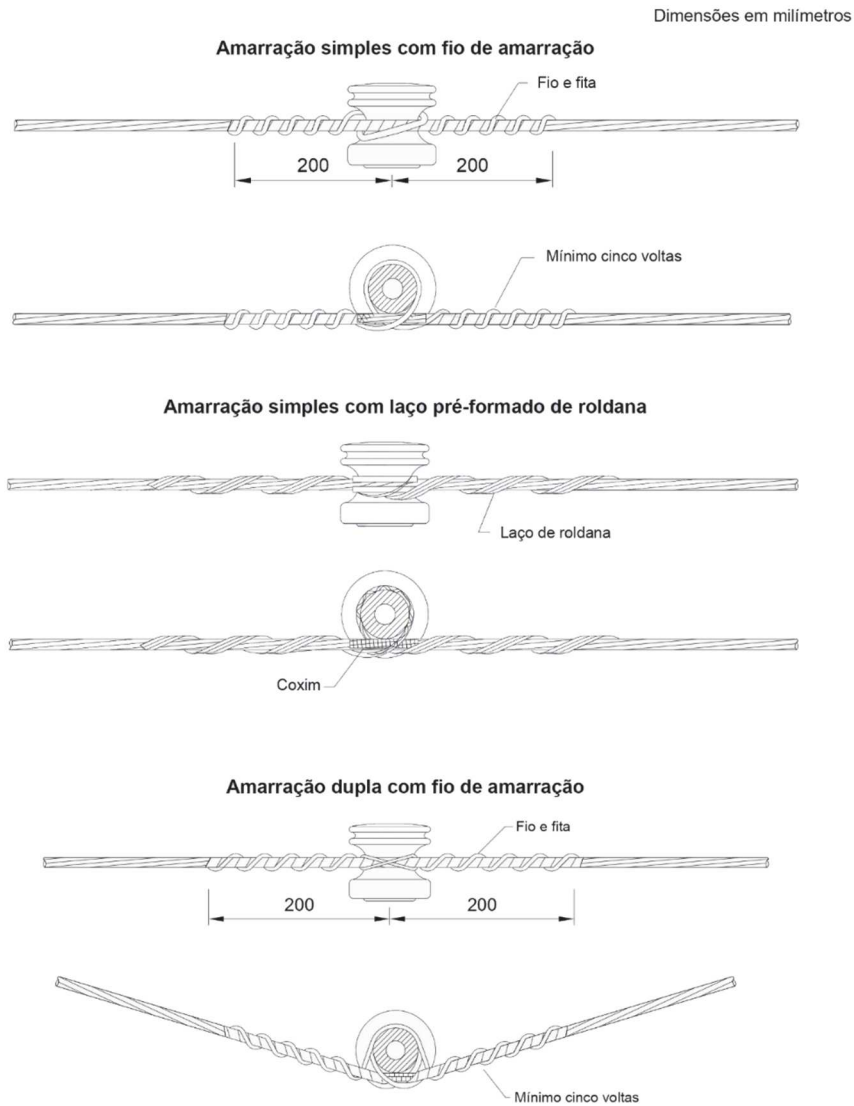 Dimensões em milímetros
Amarração simples com fio de amarração
Fio e fita
200
200
Mínimo cinco voltas
Amarração simples com laço pré-formado de roldana
Laço de roldana
Coxim
Amarração dupla com fio de amarração
Fio e fita
200
200
Mínimo cinco voltas